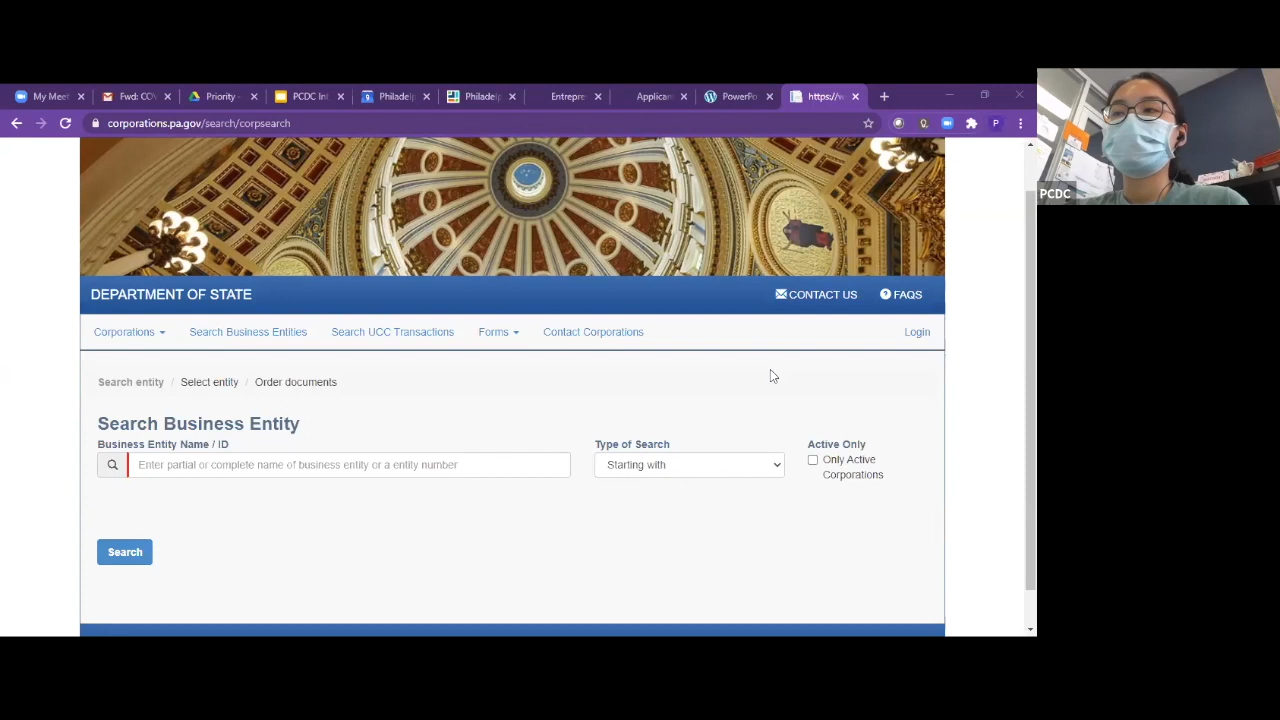 My Meet
Fwd: COV
Priority -
PCDC Int
Philadelp
Philadelp
Entrepre
Applican
PowerPo
https://w
corporations.pa.gov/search/corpsearch
P
PCDC
DEPARTMENT OF STATE
CONTACT US
FAQS
Corporations
Search Business Entities
Search UCC Transactions
Forms
Contact Corporations
Login
Search entity / Select entity / Order documents
Search Business Entity
Business Entity Name / ID
Type of Search
Active Only
Enter partial or complete name of business entity or a entity number
Starting with
Only Active
Corporations
Search